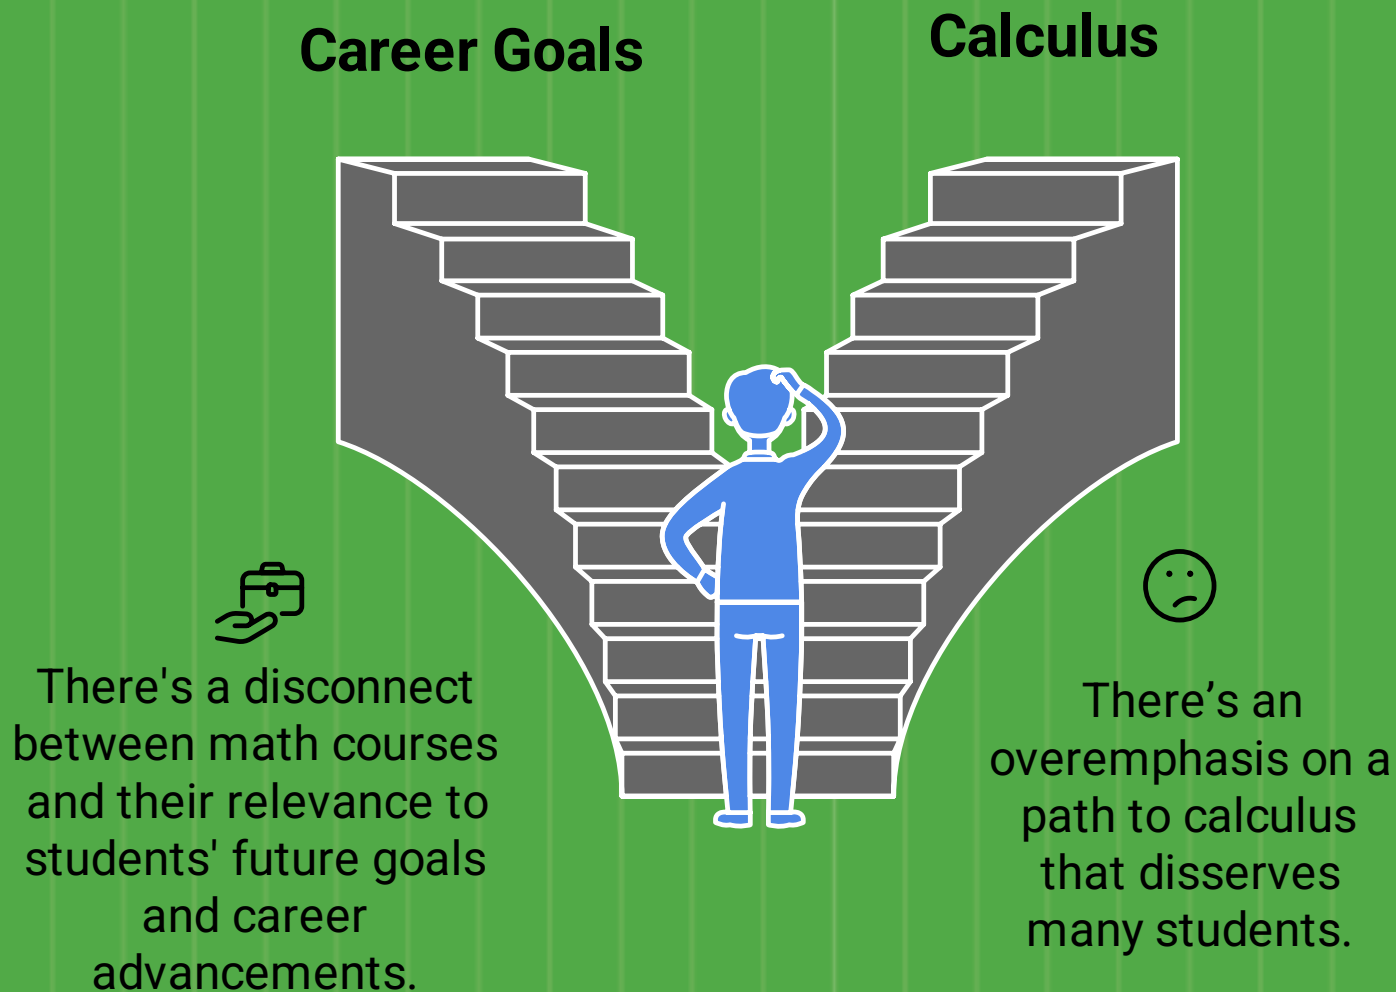 Career Goals
Calculus
There's a disconnect
between math courses
and their relevance to
students' future goals
and career
advancements.
There’s an
overemphasis on a
path to calculus
that disserves
many students.